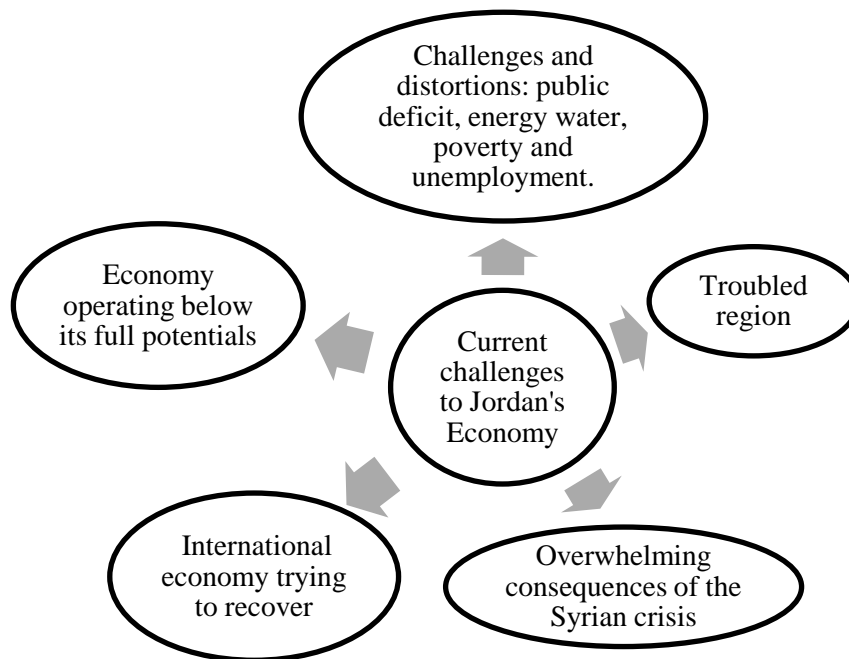 Challenges and
distortions: public
deficit, energy water,
poverty and
unemployment.
Economy
operating below
its full potentials
Troubled
region
Current
challenges
to Jordan's
Economy
International
economy trying
to recover
Overwhelming
consequences of the
Syrian crisis